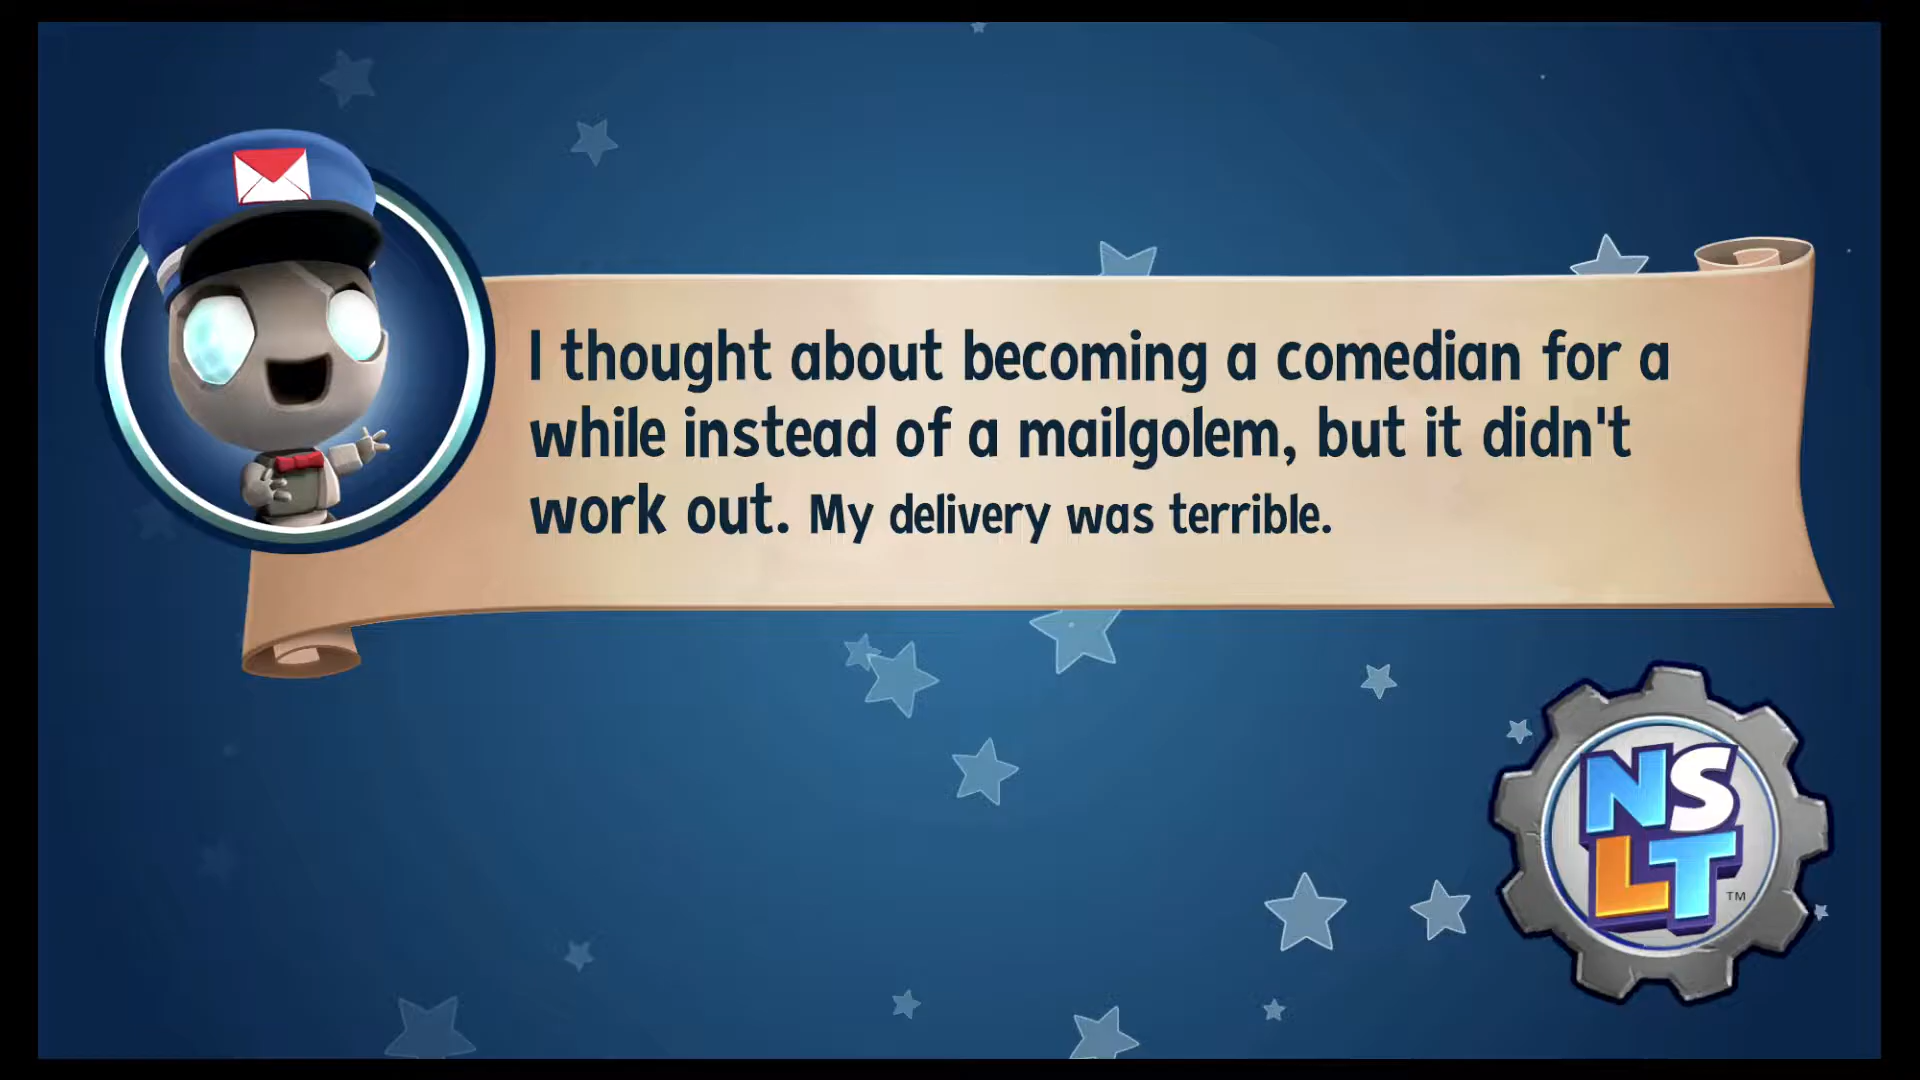 I thought about becoming a comedian for a
while instead of a mailgolem, but it didn't
work out. My delivery was terrible.
NS
LT
TM